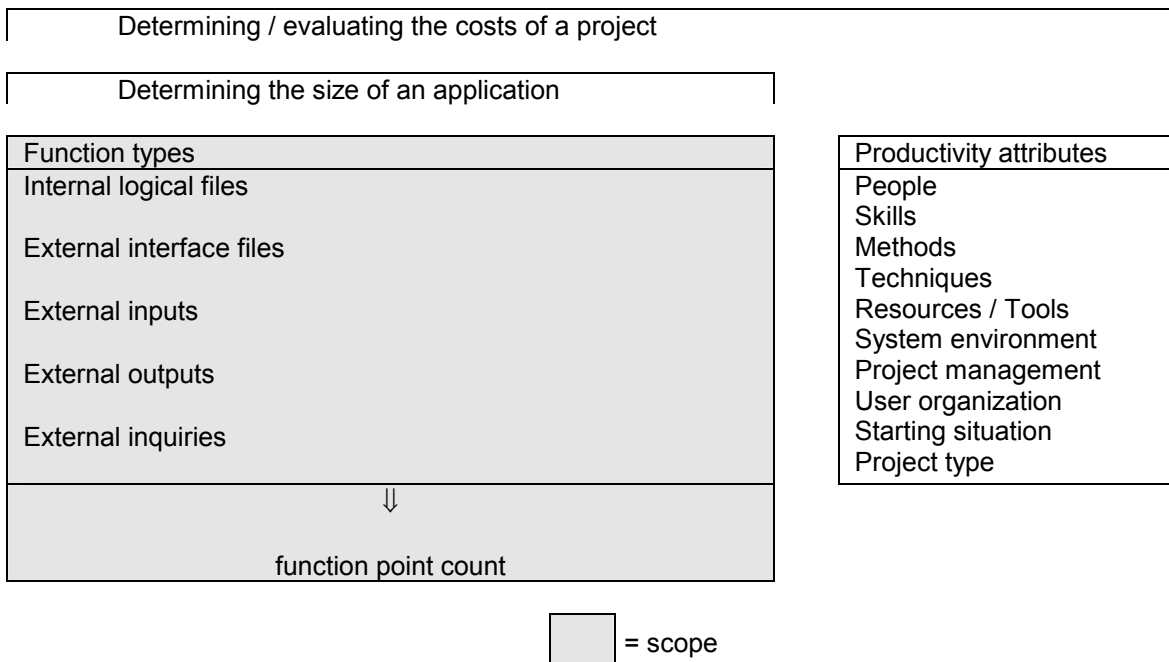 Determining / evaluating the costs of a project
Determining the size of an application
Function types
Internal logical files
External interface files
External inputs
External outputs
External inquiries
⇓
function point count
Productivity attributes
People
Skills
Methods
Techniques
Resources / Tools
System environment
Project management
User organization
Starting situation
Project type
= scope